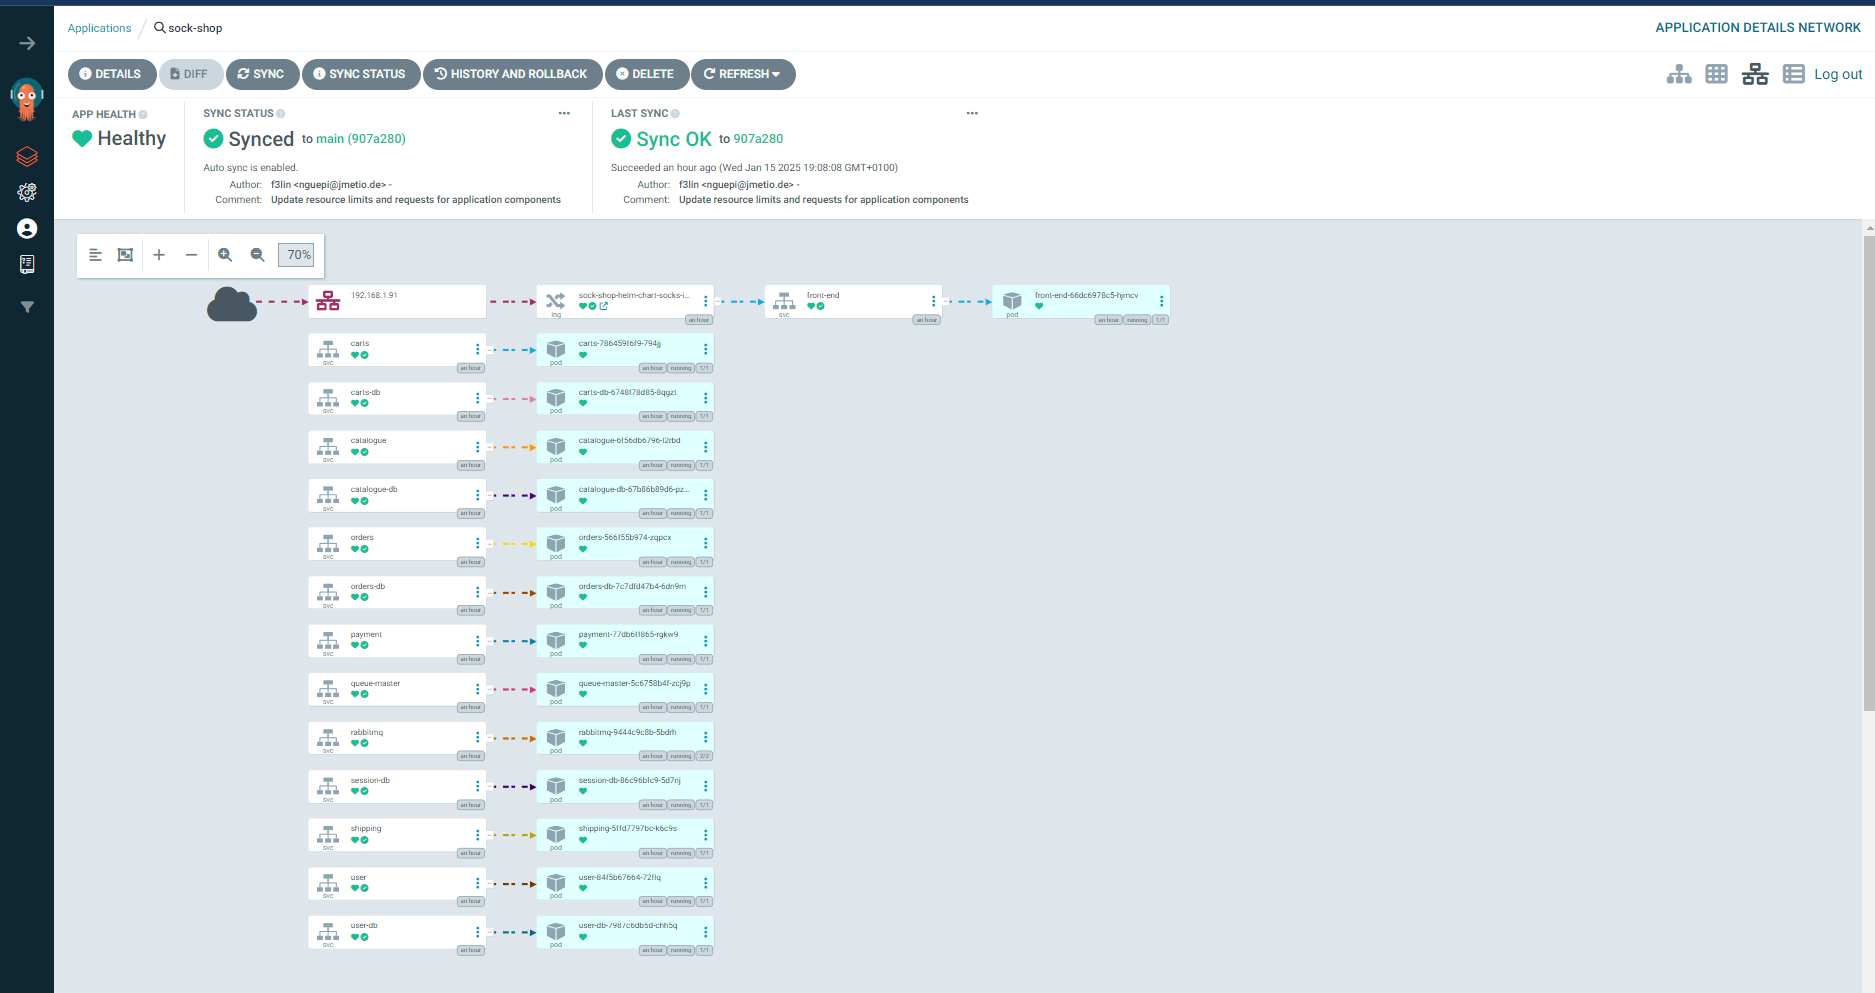 Applications / sock-shop
APPLICATION DETAILS NETWORK
DETAILS DIFF SYNC SYNC STATUS HISTORY AND ROLLBACK DELETE REFRESH
Log out
APP HEALTH
Healthy
SYNC STATUS
Synced to main (907a280)
Auto sync is enabled.
Author: f3lin <nguepi@jmetio.de> -
Comment: Update resource limits and requests for application components
LAST SYNC
Sync OK to 907a280
Succeeded an hour ago (Wed Jan 15 2025 19:08:08 GMT+0100)
Author: f3lin <nguepi@jmetio.de> -
Comment: Update resource limits and requests for application components
70%
192.168.1.91
sock-shop-helm-chart-socks-i...
ing
an hour
front-end
svc
an hour
front-end-66dc6978c5-hjmcv
pod
an hour running 1/1
carts
svc
an hour
carts-786459f6f9-794jj
pod
an hour running 1/1
carts-db
svc
an hour
carts-db-6748f78d85-8qgzt
pod
an hour running 1/1
catalogue
svc
an hour
catalogue-6f56db6796-l2rbd
pod
an hour running 1/1
catalogue-db
svc
an hour
catalogue-db-67b86b89d6-pz...
pod
an hour running 1/1
orders
svc
an hour
orders-566f55b974-zqpcx
pod
an hour running 1/1
orders-db
svc
an hour
orders-db-7c7dfd47b4-6dn9m
pod
an hour running 1/1
payment
svc
an hour
payment-77db6ff865-rgkw9
pod
an hour running 1/1
queue-master
svc
an hour
queue-master-5c6758b4f-zcj9p
pod
an hour running 1/1
rabbitmq
svc
an hour
rabbitmq-9444c9c8b-5bdrh
pod
an hour running 2/2
session-db
svc
an hour
session-db-86c96bfc9-5d7nj
pod
an hour running 1/1
shipping
svc
an hour
shipping-5ffd7797bc-k6c9s
pod
an hour running 1/1
user
svc
an hour
user-84f5b67664-72flq
pod
an hour running 1/1
user-db
svc
an hour
user-db-7987c6db5d-chh5q
pod
an hour running 1/1